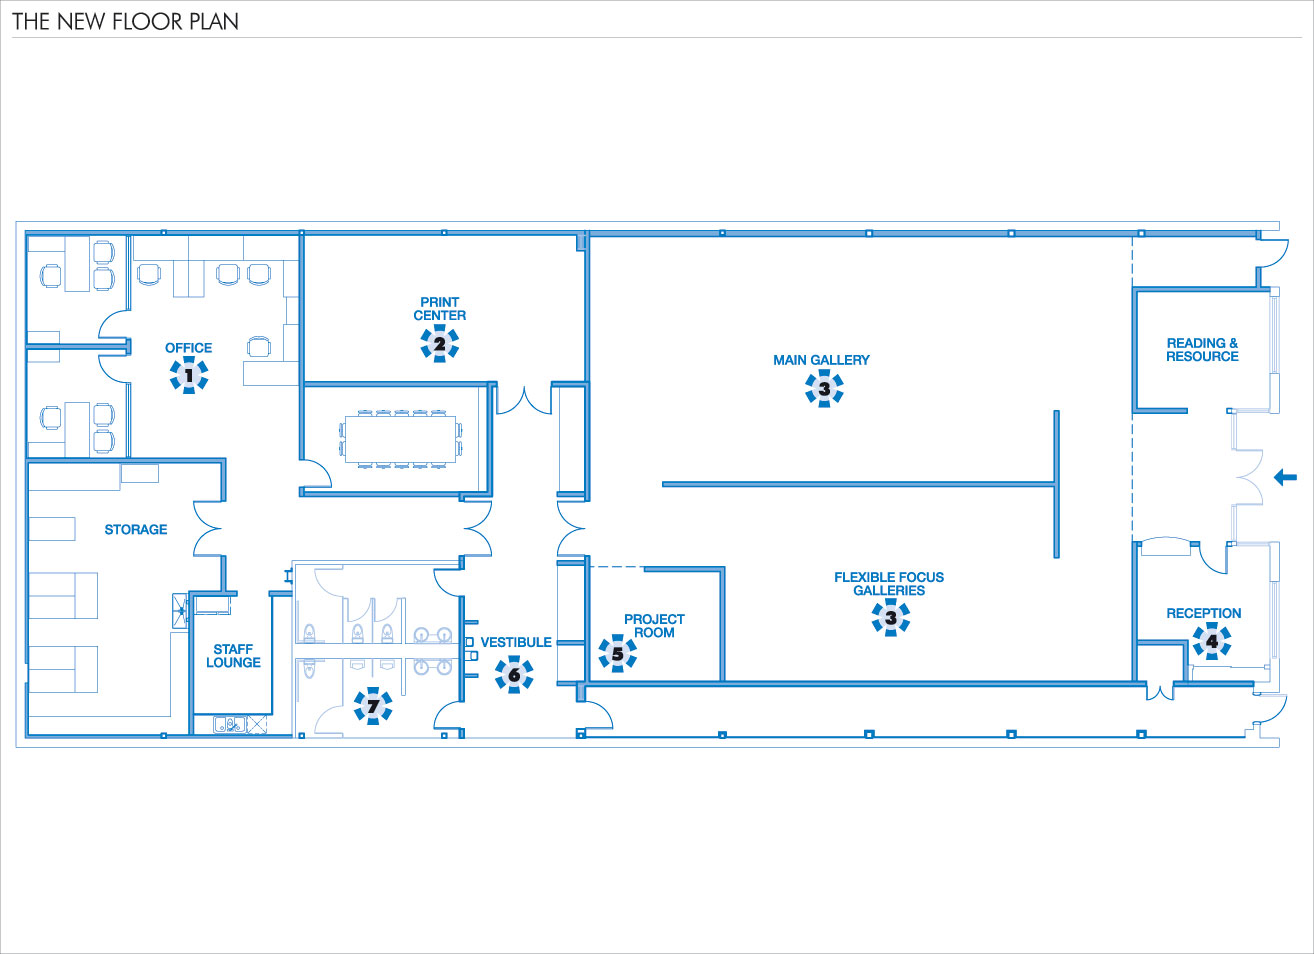 THE NEW FLOOR PLAN
PRINT
CENTER
2
OFFICE
1
MAIN GALLERY
3
READING &
RESOURCE
STORAGE
STAFF
LOUNGE
7
VESTIBULE
6
PROJECT
ROOM
5
FLEXIBLE FOCUS
GALLERIES
3
RECEPTION
4